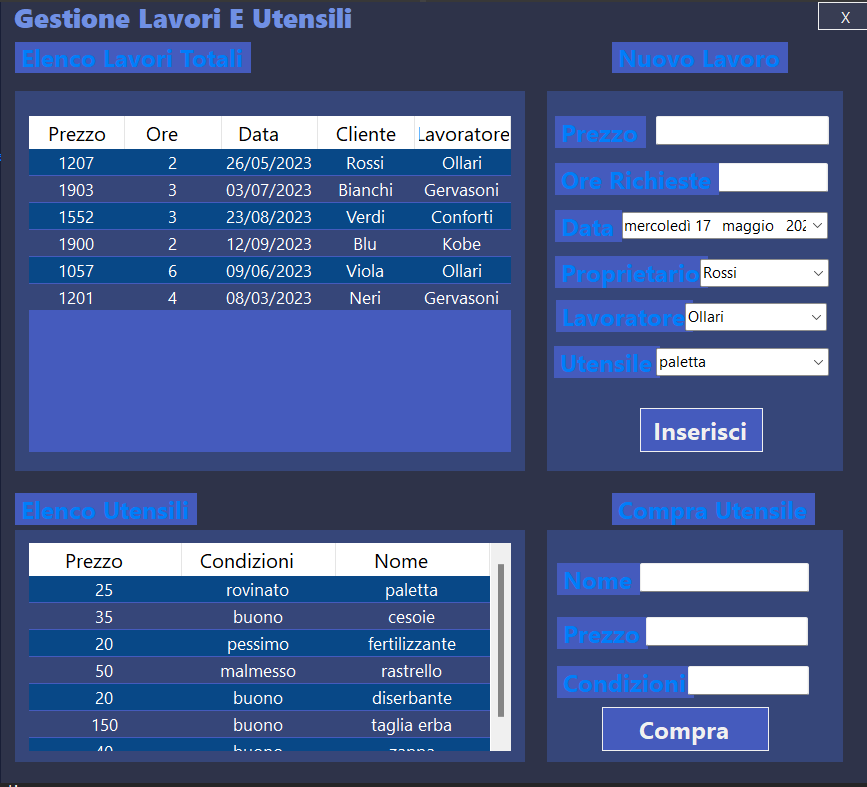 Gestione Lavori E Utensili
X
Elenco Lavori Totali
Prezzo Ore Data Cliente Lavoratore
1207 2 26/05/2023 Rossi Ollari
1903 3 03/07/2023 Bianchi Gervasoni
1552 3 23/08/2023 Verdi Conforti
1900 2 12/09/2023 Blu Kobe
1057 6 09/06/2023 Viola Ollari
1201 4 08/03/2023 Neri Gervasoni
Nuovo Lavoro
Prezzo
Ore Richieste
Data mercoledì 17 maggio 202
Proprietario Rossi
Lavoratore Ollari
Utensile paletta
Inserisci
Elenco Utensili
Prezzo Condizioni Nome
25 rovinato paletta
35 buono cesoie
20 pessimo fertilizzante
50 malmesso rastrello
20 buono diserbante
150 buono taglia erba
40 buono zappa
Compra Utensile
Nome
Prezzo
Condizioni
Compra